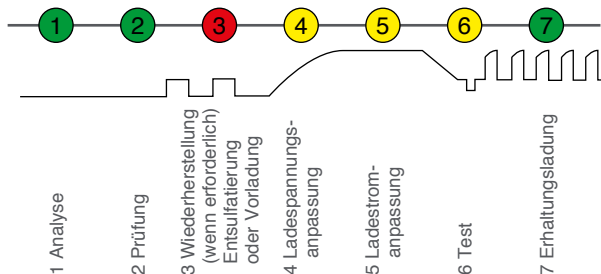 1
2
3
4
5
6
7
1 Analyse
2 Prüfung
3 Wiederherstellung
(wenn erforderlich)
Entsulfatierung
oder Vorladung
4 Ladespannungs-
anpassung
5 Ladestrom-
anpassung
6 Test
7 Erhaltungsladung